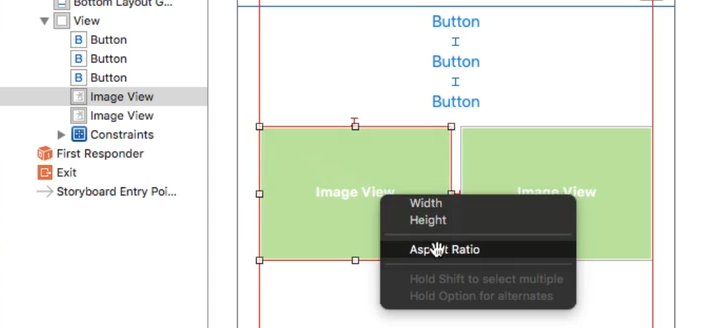 Bottom Layout G...
View
B Button
B Button
B Button
Image View
Image View
Constraints
First Responder
Exit
Storyboard Entry Poi...
Button
Button
Button
Image View
Image View
Width
Height
Aspect Ratio
Hold Shift to select multiple
Hold Option for alternates